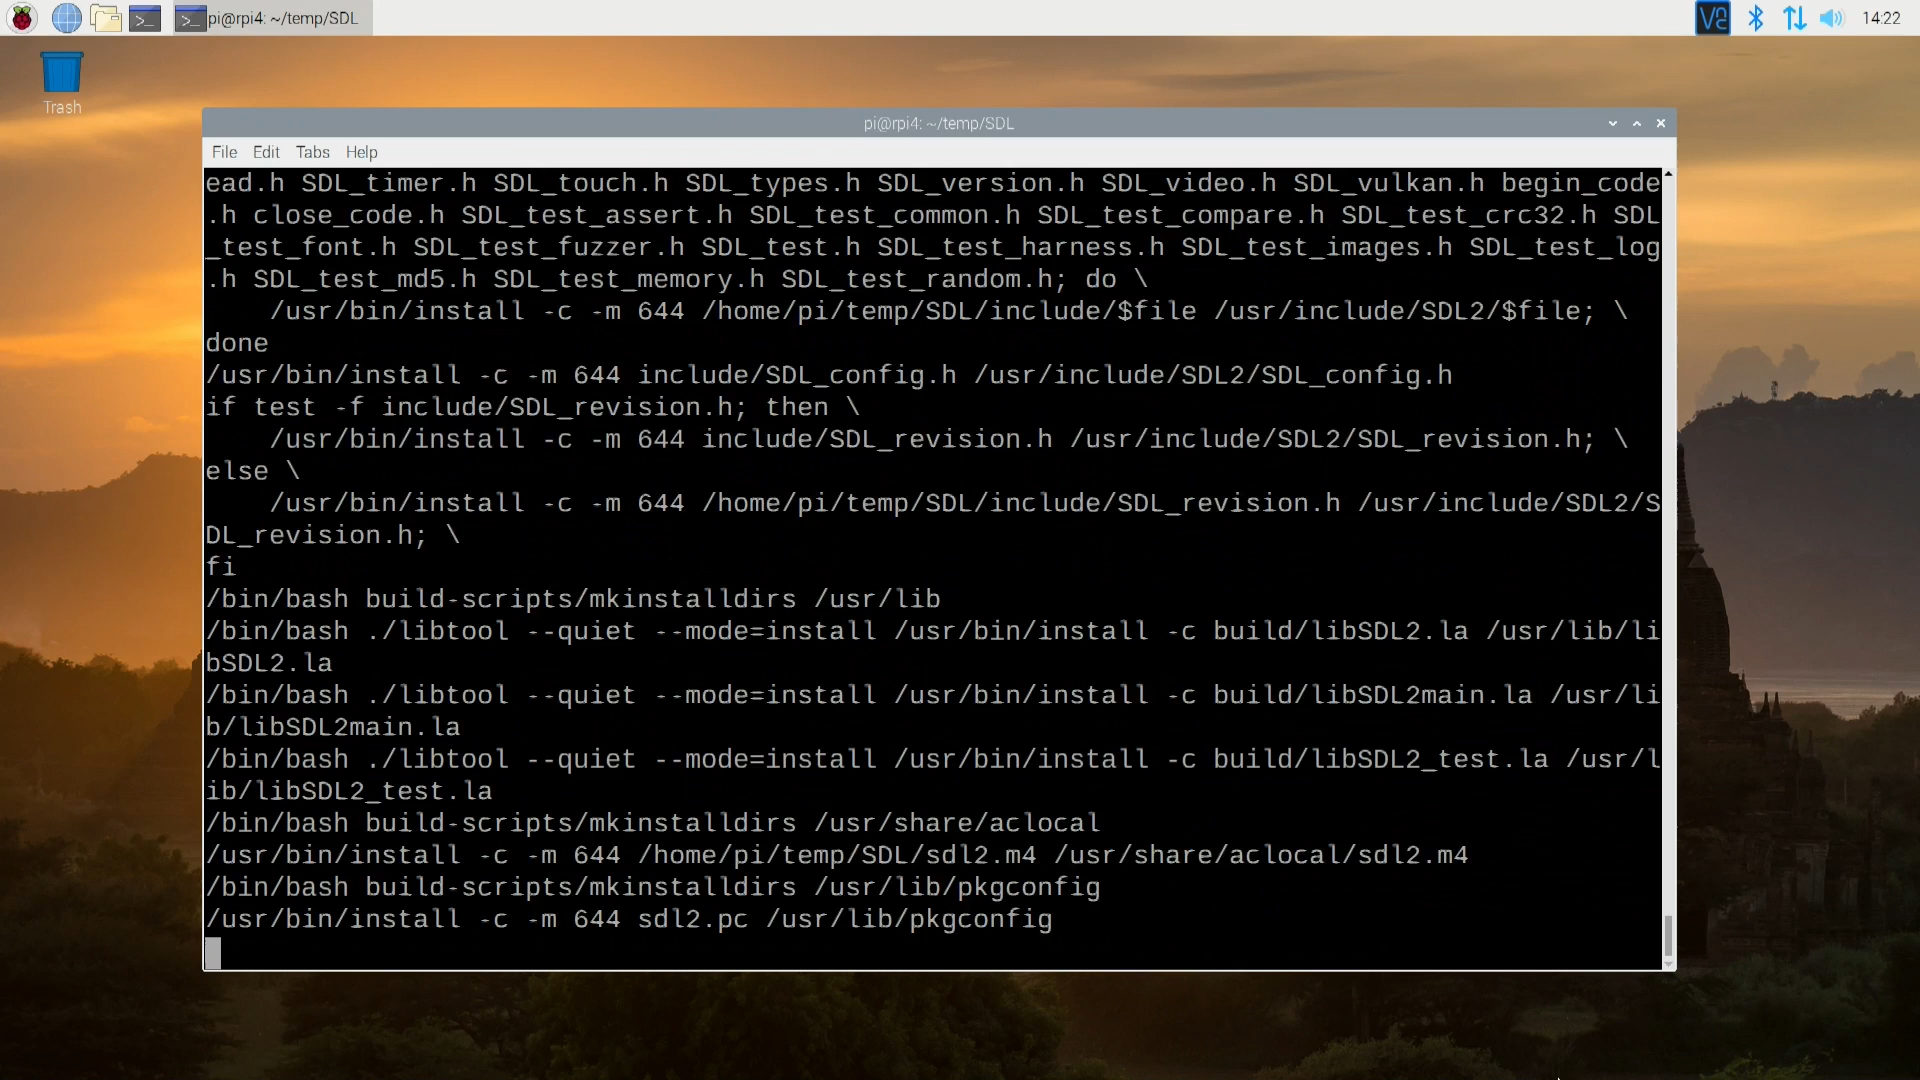 pi@rpi4: ~/temp/SDL
14:22
Trash
pi@rpi4: ~/temp/SDL
File Edit Tabs Help
ead.h SDL_timer.h SDL_touch.h SDL_types.h SDL_version.h SDL_video.h SDL_vulkan.h begin_code
.h close_code.h SDL_test_assert.h SDL_test_common.h SDL_test_compare.h SDL_test_crc32.h SDL
_test_font.h SDL_test_fuzzer.h SDL_test.h SDL_test_harness.h SDL_test_images.h SDL_test_log
.h SDL_test_md5.h SDL_test_memory.h SDL_test_random.h; do \
    /usr/bin/install -c -m 644 /home/pi/temp/SDL/include/$file /usr/include/SDL2/$file; \
done
/usr/bin/install -c -m 644 include/SDL_config.h /usr/include/SDL2/SDL_config.h
if test -f include/SDL_revision.h; then \
    /usr/bin/install -c -m 644 include/SDL_revision.h /usr/include/SDL2/SDL_revision.h; \
else \
    /usr/bin/install -c -m 644 /home/pi/temp/SDL/include/SDL_revision.h /usr/include/SDL2/S
DL_revision.h; \
fi
/bin/bash build-scripts/mkinstalldirs /usr/lib
/bin/bash ./libtool --quiet --mode=install /usr/bin/install -c build/libSDL2.la /usr/lib/li
bSDL2.la
/bin/bash ./libtool --quiet --mode=install /usr/bin/install -c build/libSDL2main.la /usr/li
b/libSDL2main.la
/bin/bash ./libtool --quiet --mode=install /usr/bin/install -c build/libSDL2_test.la /usr/l
ib/libSDL2_test.la
/bin/bash build-scripts/mkinstalldirs /usr/share/aclocal
/usr/bin/install -c -m 644 /home/pi/temp/SDL/sdl2.m4 /usr/share/aclocal/sdl2.m4
/bin/bash build-scripts/mkinstalldirs /usr/lib/pkgconfig
/usr/bin/install -c -m 644 sdl2.pc /usr/lib/pkgconfig